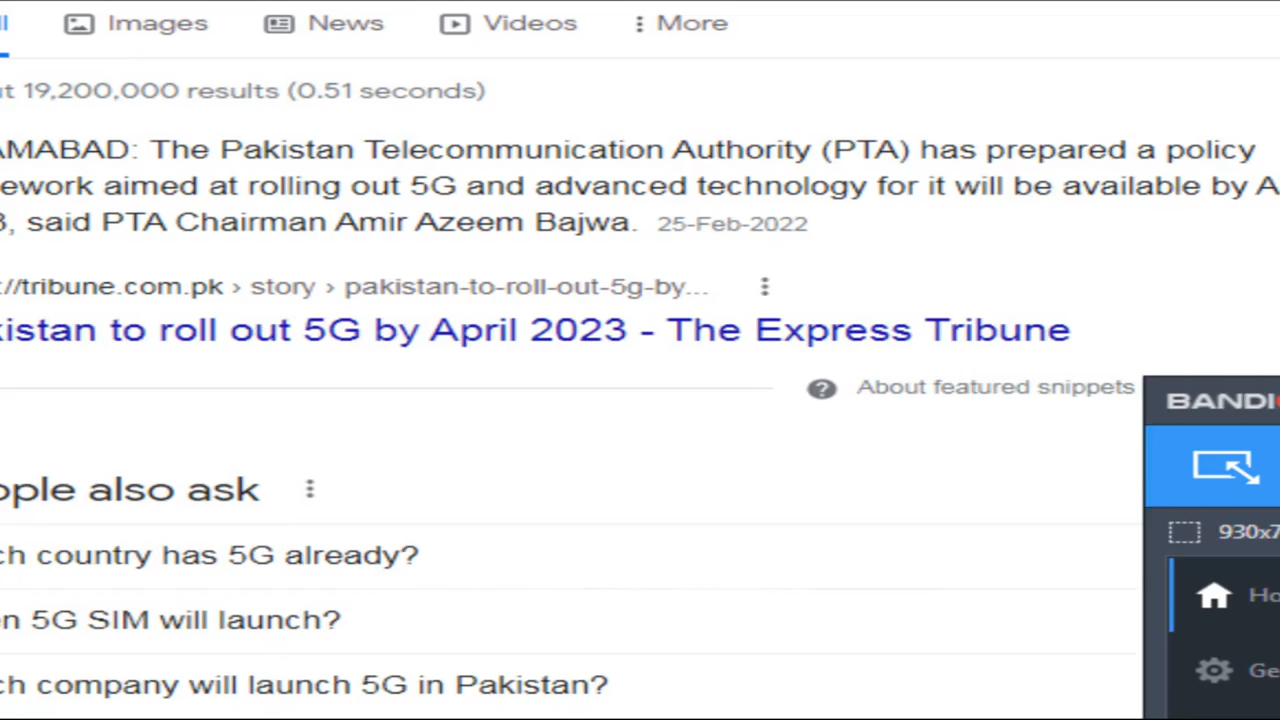 ll Images News Videos More
t 19,200,000 results (0.51 seconds)
AMABAD: The Pakistan Telecommunication Authority (PTA) has prepared a policy
ework aimed at rolling out 5G and advanced technology for it will be available by A
3, said PTA Chairman Amir Azeem Bajwa. 25-Feb-2022
://tribune.com.pk › story › pakistan-to-roll-out-5g-by...
kistan to roll out 5G by April 2023 - The Express Tribune
About featured snippets
BANDI
ople also ask
930x7
ch country has 5G already?
Ho
n 5G SIM will launch?
Ge
ch company will launch 5G in Pakistan?